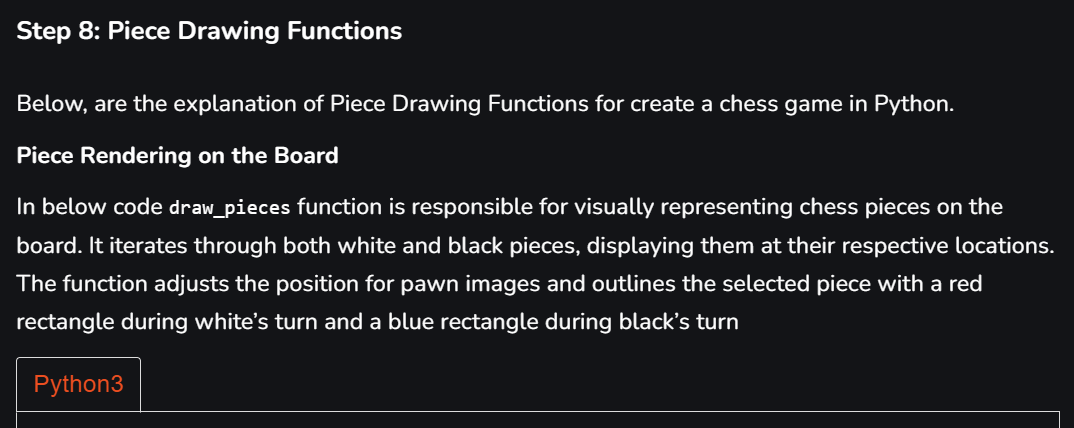 Step 8: Piece Drawing Functions
Below, are the explanation of Piece Drawing Functions for create a chess game in Python.
Piece Rendering on the Board
In below code draw_pieces function is responsible for visually representing chess pieces on the
board. It iterates through both white and black pieces, displaying them at their respective locations.
The function adjusts the position for pawn images and outlines the selected piece with a red
rectangle during white’s turn and a blue rectangle during black’s turn
Python3